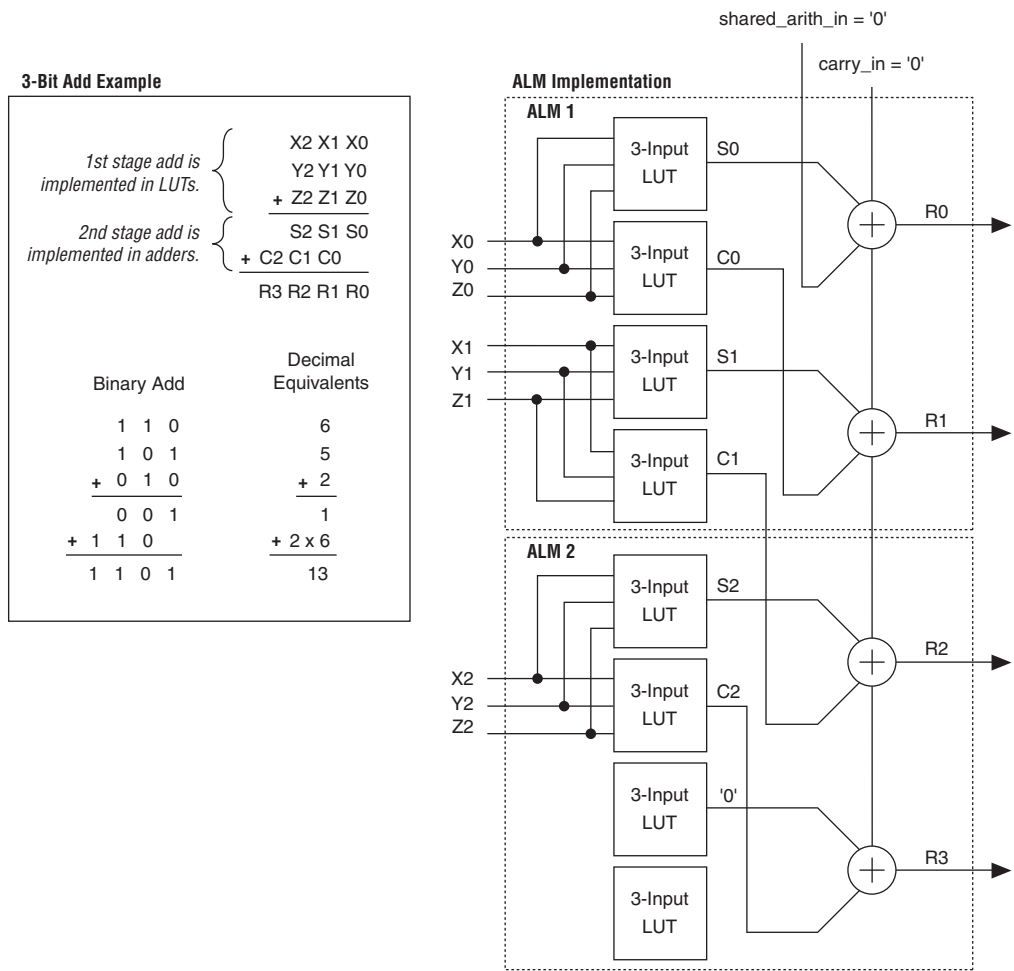 shared_arith_in = '0'
carry_in = '0'
3-Bit Add Example
1st stage add is
implemented in LUTs.
X2 X1 X0
Y2 Y1 Y0
+ Z2 Z1 Z0
2nd stage add is
implemented in adders.
S2 S1 S0
+ C2 C1 C0
R3 R2 R1 R0
Binary Add
1 1 0
1 0 1
+ 0 1 0
0 0 1
+ 1 1 0
1 1 0 1
Decimal
Equivalents
6
5
+ 2
1
+ 2 x 6
13
ALM Implementation
ALM 1
3-Input
LUT
S0
R0
X0
Y0
Z0
3-Input
LUT
C0
X1
Y1
Z1
3-Input
LUT
S1
R1
3-Input
LUT
C1
ALM 2
3-Input
LUT
S2
R2
X2
Y2
Z2
3-Input
LUT
C2
3-Input
LUT
'0'
R3
3-Input
LUT